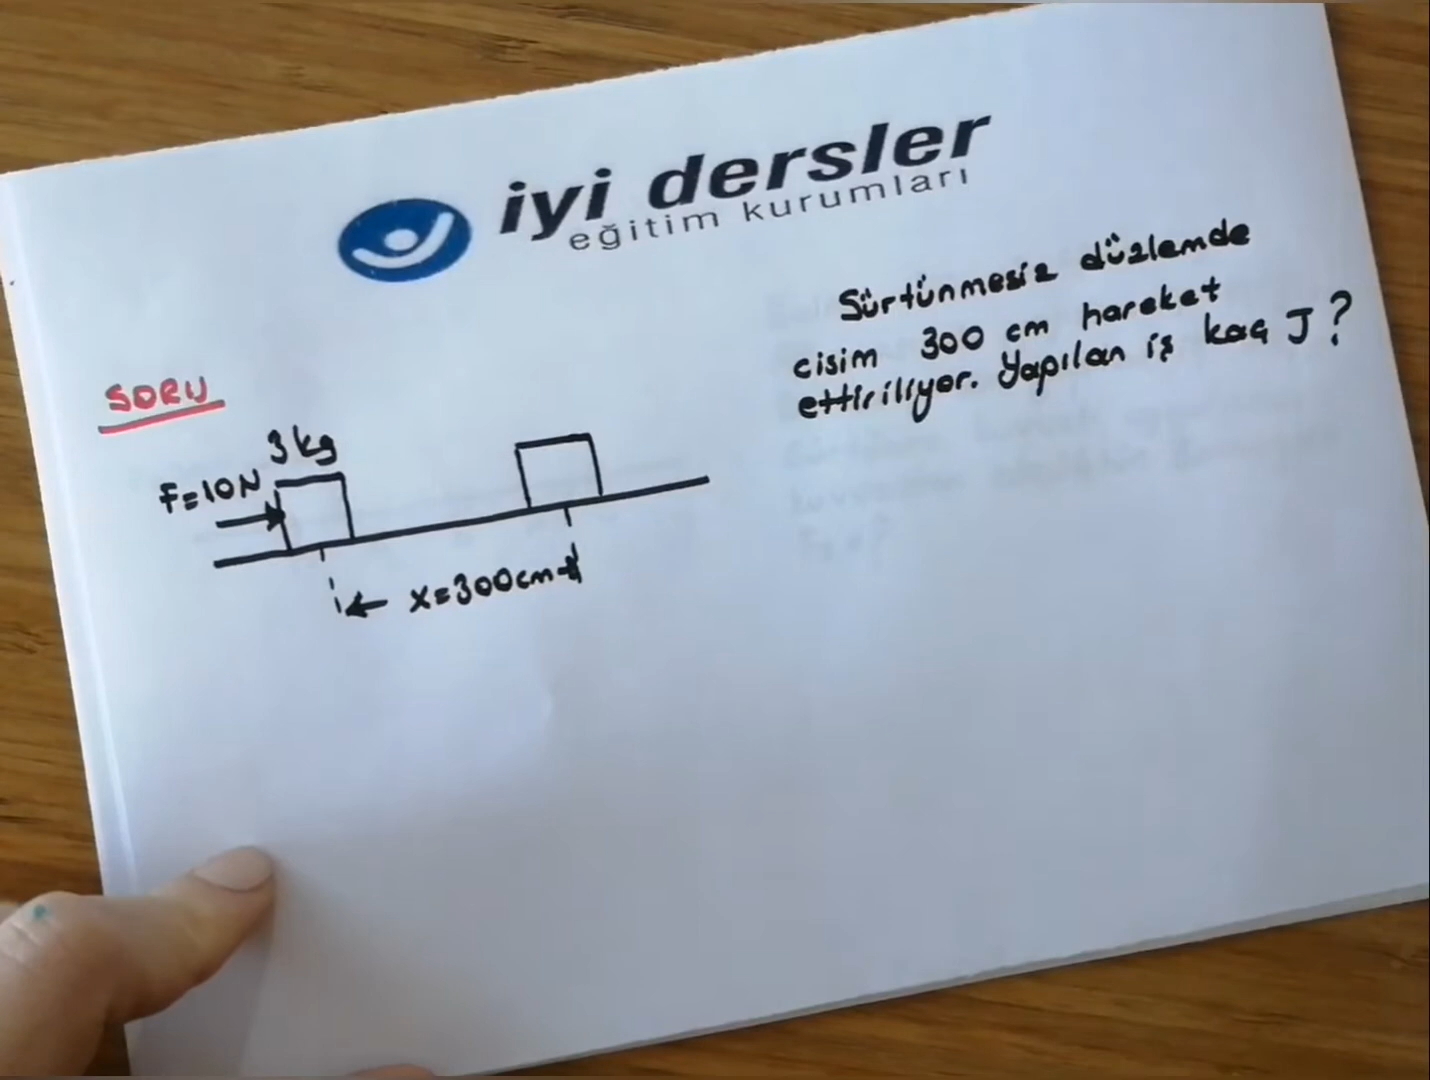 iyi dersler
eğitim kurumları
Sürtünmesiz düzlemde
cisim 300 cm hareket
ettiriliyor. Yapılan iş kaç J?
SORU
3kg
F=10N
x=300cm